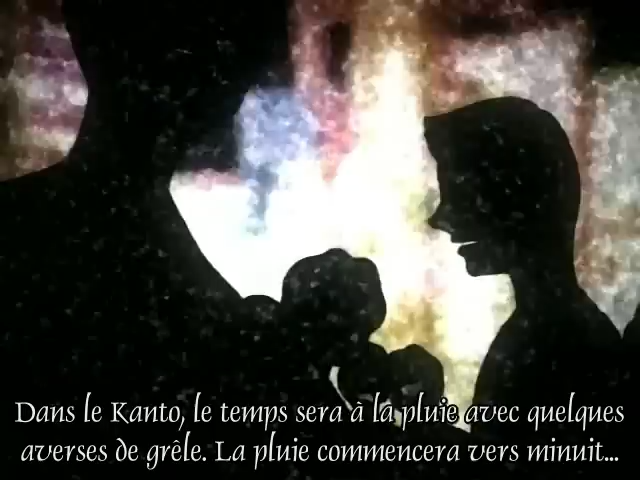 Dans le Kanto, le temps sera à la pluie avec quelques
averses de grêle. La pluie commencera vers minuit...